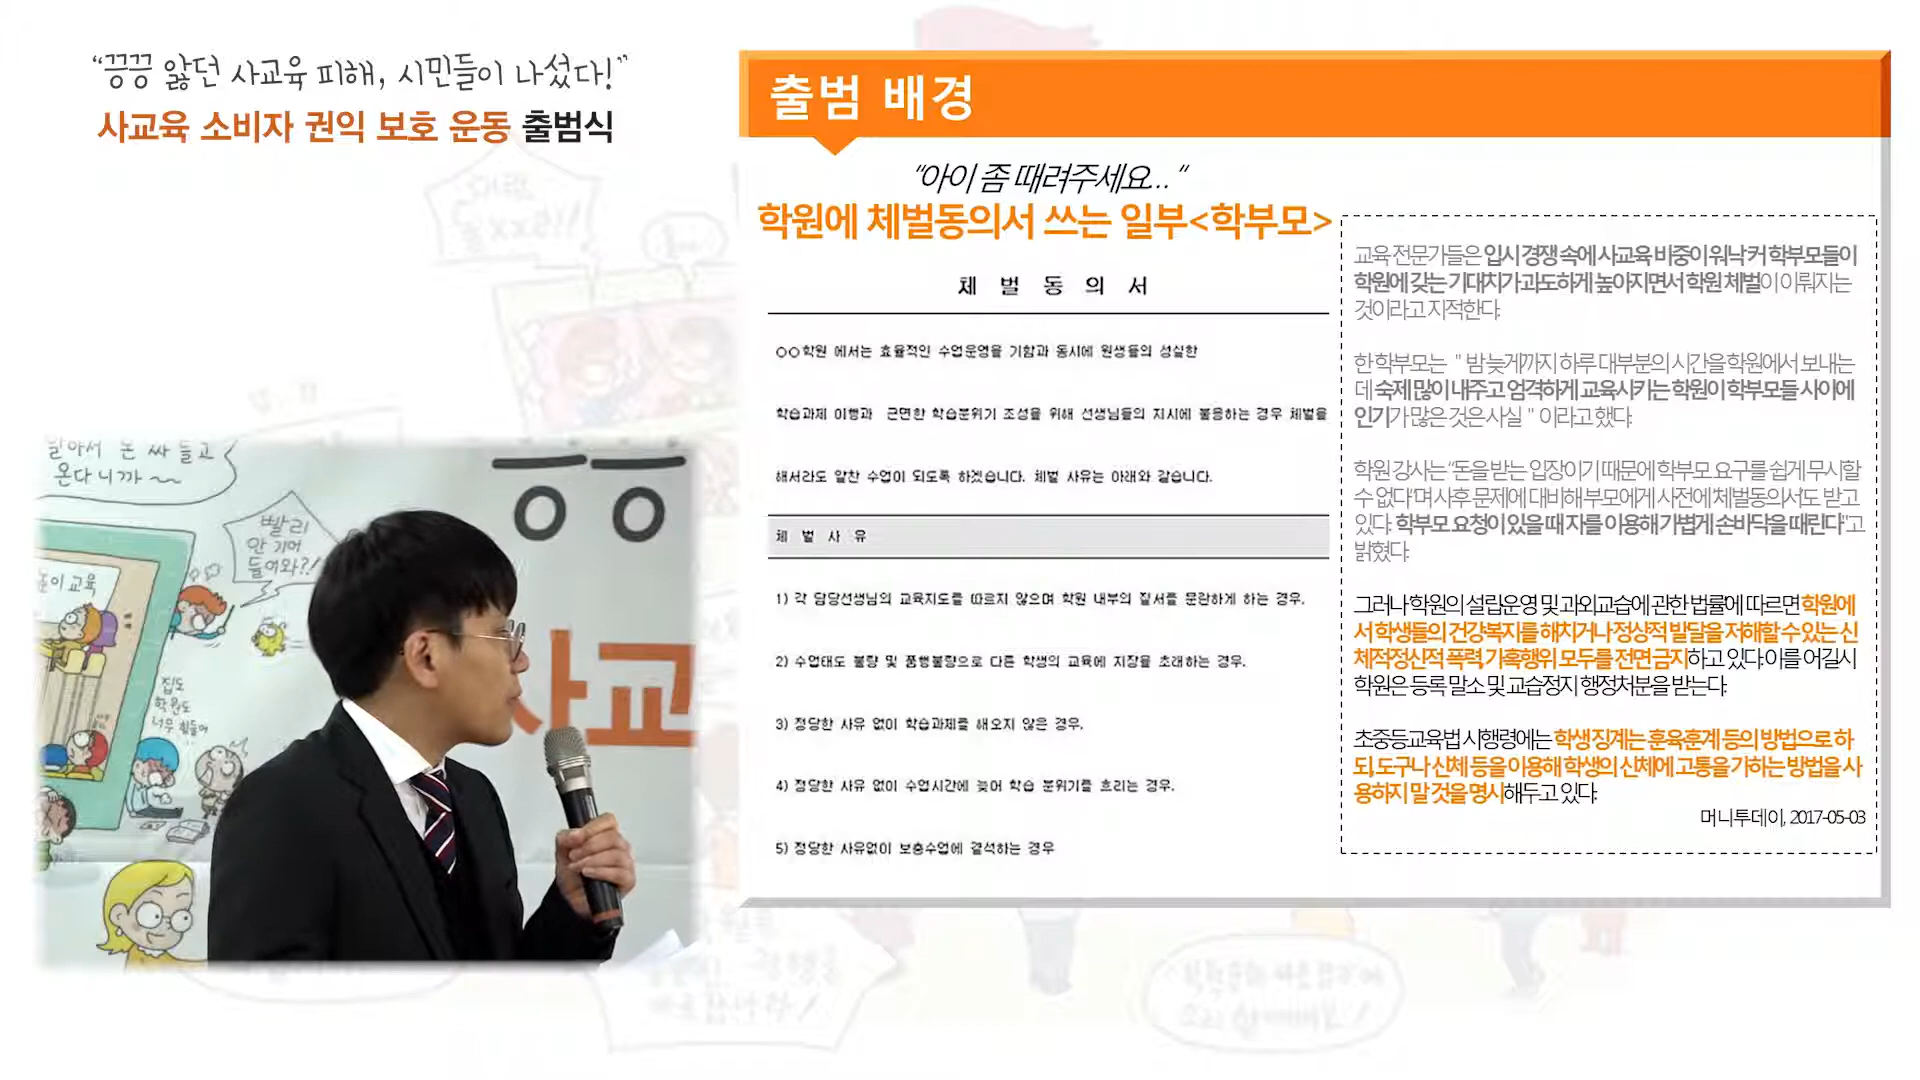 “끙끙 앓던 사교육 피해, 시민들이 나섰다!”
사교육 소비자 권익 보호 운동 출범식
출범 배경
“아이 좀 때려주세요... “
학원에 체벌동의서 쓰는 일부<학부모>
체 벌 동 의 서
○○학원 에서는 효율적인 수업운영을 기함과 동시에 원생들의 성실한
학습과제 이행과 근면한 학습분위기 조성을 위해 선생님들의 지시에 불응하는 경우 체벌을
해서라도 알찬 수업이 되도록 하겠습니다. 체벌 사유는 아래와 같습니다.
체 벌 사 유
1) 각 담당선생님의 교육지도를 따르지 않으며 학원 내부의 질서를 문란하게 하는 경우.
2) 수업태도 불량 및 품행불량으로 다른 학생의 교육에 지장을 초래하는 경우.
3) 정당한 사유 없이 학습과제를 해오지 않은 경우.
4) 정당한 사유 없이 수업시간에 늦어 학습 분위기를 흐리는 경우.
5) 정당한 사유없이 보충수업에 결석하는 경우
교육 전문가들은 입시 경쟁 속에 사교육 비중이 워낙 커 학부모들이
학원에 갖는 기대치가 과도하게 높아지면서 학원 체벌이 이뤄지는
것이라고 지적한다.
한 학부모는 " 밤 늦게까지 하루 대부분의 시간을 학원에서 보내는
데 숙제 많이 내주고 엄격하게 교육시키는 학원이 학부모들 사이에
인기가 많은 것은 사실 " 이라고 했다.
학원 강사는 “돈을 받는 입장이기 때문에 학부모 요구를 쉽게 무시할
수 없다”며 사후 문제에 대비해 부모에게 사전에 체벌동의서도 받고
있다. 학부모 요청이 있을 때 자를 이용해 가볍게 손바닥을 때린다"고
밝혔다.
그러나 '학원의 설립운영 및 과외교습에 관한 법률'에 따르면 학원에
서 학생들의 건강복지를 해치거나 정상적 발달을 저해할 수 있는 신
체적정신적 폭력, 가혹행위 모두를 전면 금지하고 있다. 이를 어길시
학원은 등록 말소 및 교습정지 행정처분을 받는다.
초중등교육법 시행령에는 학생 징계는 훈육훈계 등의 방법으로 하
되, 도구나 신체 등을 이용해 학생의 신체에 고통을 가하는 방법을 사
용하지 말 것을 명시해두고 있다.
머니투데이, 2017-05-03
알아서 돈 싸 들고
온다니까~~
빨리
안 기어
들어와?!
놀이 교육
집도
학원도
너무 힘들어
끙
사교